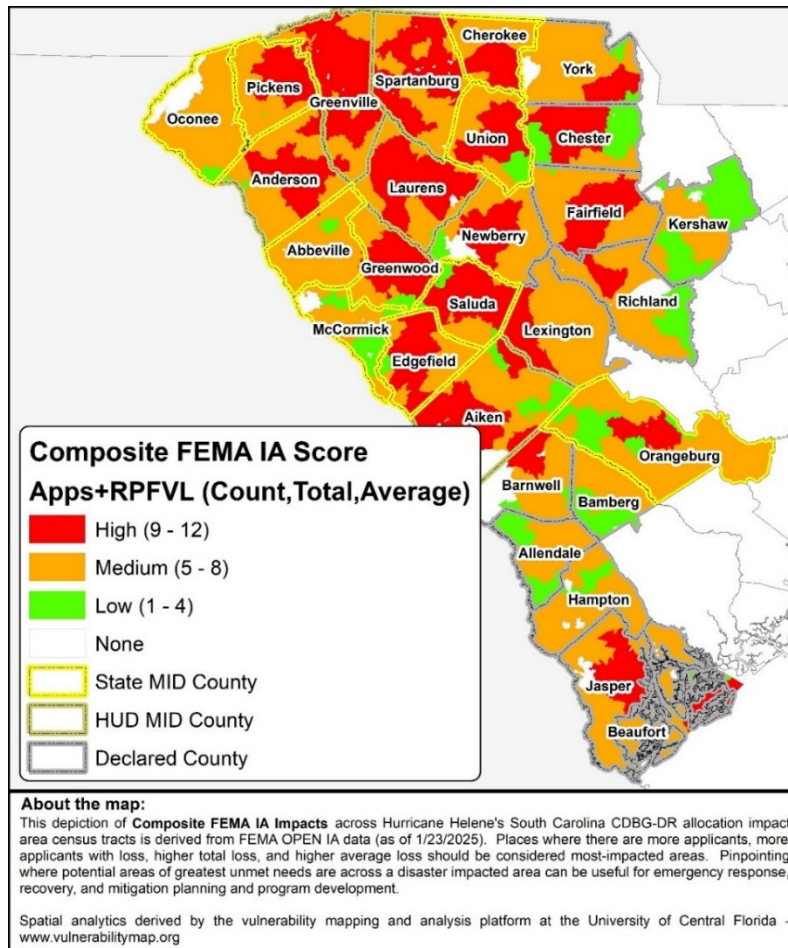 Cherokee
York
Pickens
Spartanburg
Greenville
Oconee
Union
Chester
Anderson
Laurens
Fairfield
Kershaw
Newberry
Abbeville
Greenwood
Richland
Saluda
McCormick
Lexington
Edgefield
Aiken
Orangeburg
Barnwell
Bamberg
Allendale
Hampton
Jasper
Beaufort
Composite FEMA IA Score
Apps+RPFVL (Count,Total,Average)
High (9 - 12)
Medium (5 - 8)
Low (1 - 4)
None
State MID County
HUD MID County
Declared County
About the map:
This depiction of Composite FEMA IA Impacts across Hurricane Helene's South Carolina CDBG-DR allocation impact
area census tracts is derived from FEMA OPEN IA data (as of 1/23/2025). Places where there are more applicants, more
applicants with loss, higher total loss, and higher average loss should be considered most-impacted areas. Pinpointing
where potential areas of greatest unmet needs are across a disaster impacted area can be useful for emergency response,
recovery, and mitigation planning and program development.
Spatial analytics derived by the vulnerability mapping and analysis platform at the University of Central Florida -
www.vulnerabilitymap.org